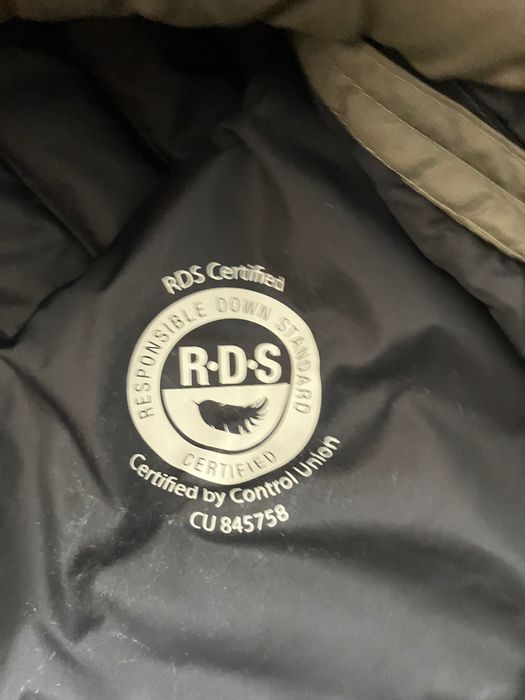 RDS Certified
RESPONSIBLE DOWN STANDARD
R·D·S
CERTIFIED
Certified by Control Union
CU 845758